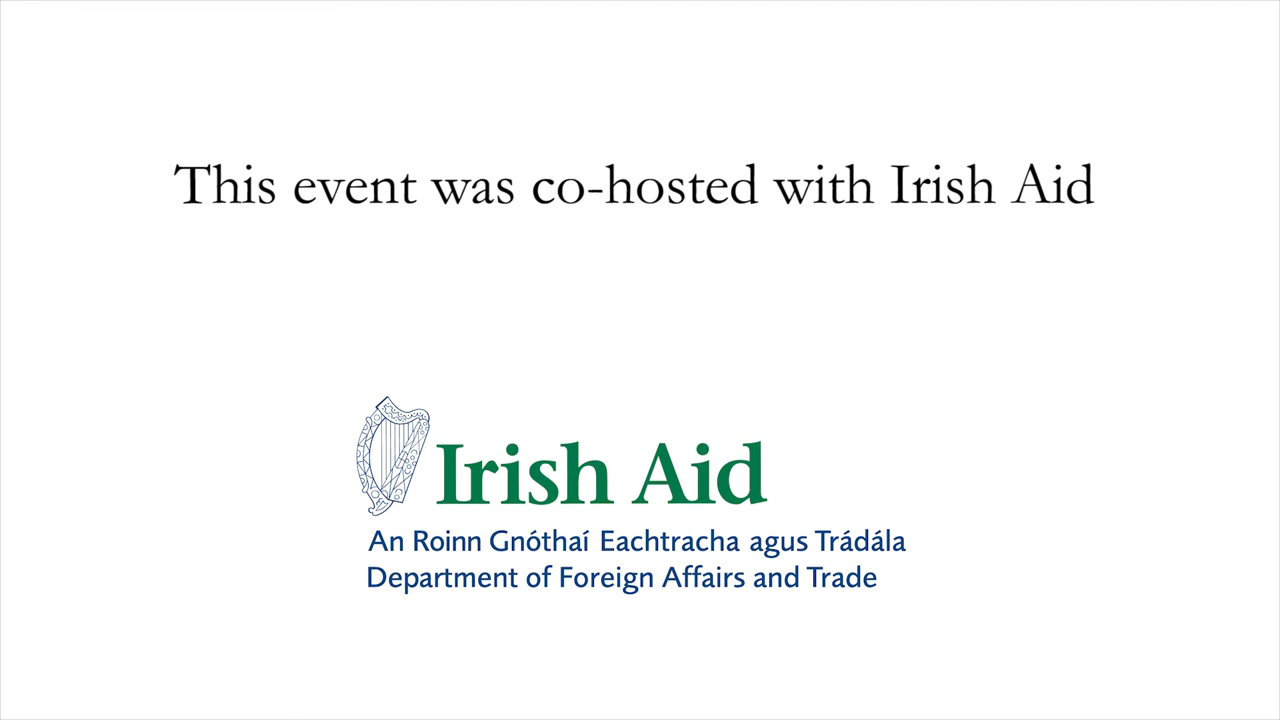 This event was co-hosted with Irish Aid
Irish Aid
An Roinn Gnóthaí Eachtracha agus Trádála
Department of Foreign Affairs and Trade